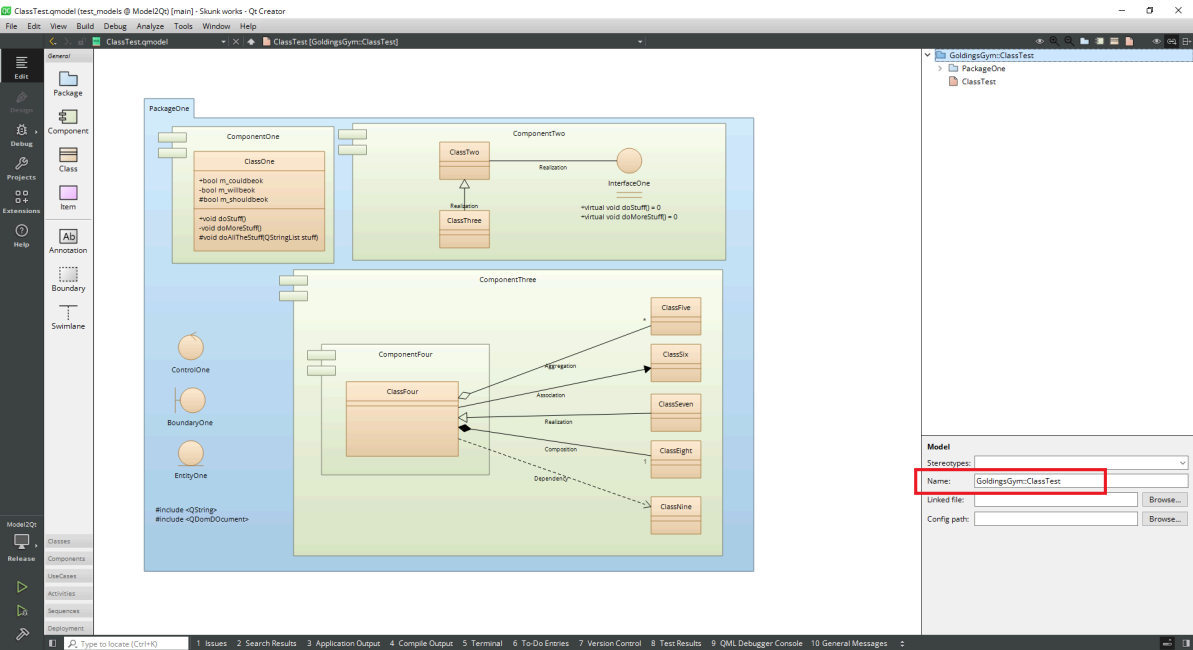 ClassTest.qmodel (test_models @ Model2Qt) [main] - Skunk works - Qt Creator
File Edit View Build Debug Analyze Tools Window Help
ClassTest.qmodel
ClassTest [GoldingsGym::ClassTest]
Edit
Design
Debug
Projects
Extensions
Help
Model2Qt
Release
General
Package
Component
Class
Item
Ab
Annotation
Boundary
Swimlane
Classes
Components
UseCases
Activities
Sequences
Deployment
PackageOne
ComponentOne
ClassOne
+bool m_couldbeok
-bool m_willbeok
#bool m_shouldbeok
+void doStuff()
-void doMoreStuff()
#void doAllTheStuff(QStringList stuff)
ComponentTwo
ClassTwo
Realization
InterfaceOne
+virtual void doStuff() = 0
+virtual void doMoreStuff() = 0
Realization
ClassThree
ComponentThree
ComponentFour
ClassFour
ClassFive
*
Aggregation
ClassSix
Association
ClassSeven
Realization
ClassEight
Composition
1
Dependency
ClassNine
ControlOne
BoundaryOne
EntityOne
#include <QString>
#include <QDomDOcument>
GoldingsGym::ClassTest
PackageOne
ClassTest
Model
Stereotypes:
Name: GoldingsGym::ClassTest
Linked file: Browse...
Config path: Browse...
Type to locate (Ctrl+K) 1 Issues 2 Search Results 3 Application Output 4 Compile Output 5 Terminal 6 To-Do Entries 7 Version Control 8 Test Results 9 QML Debugger Console 10 General Messages